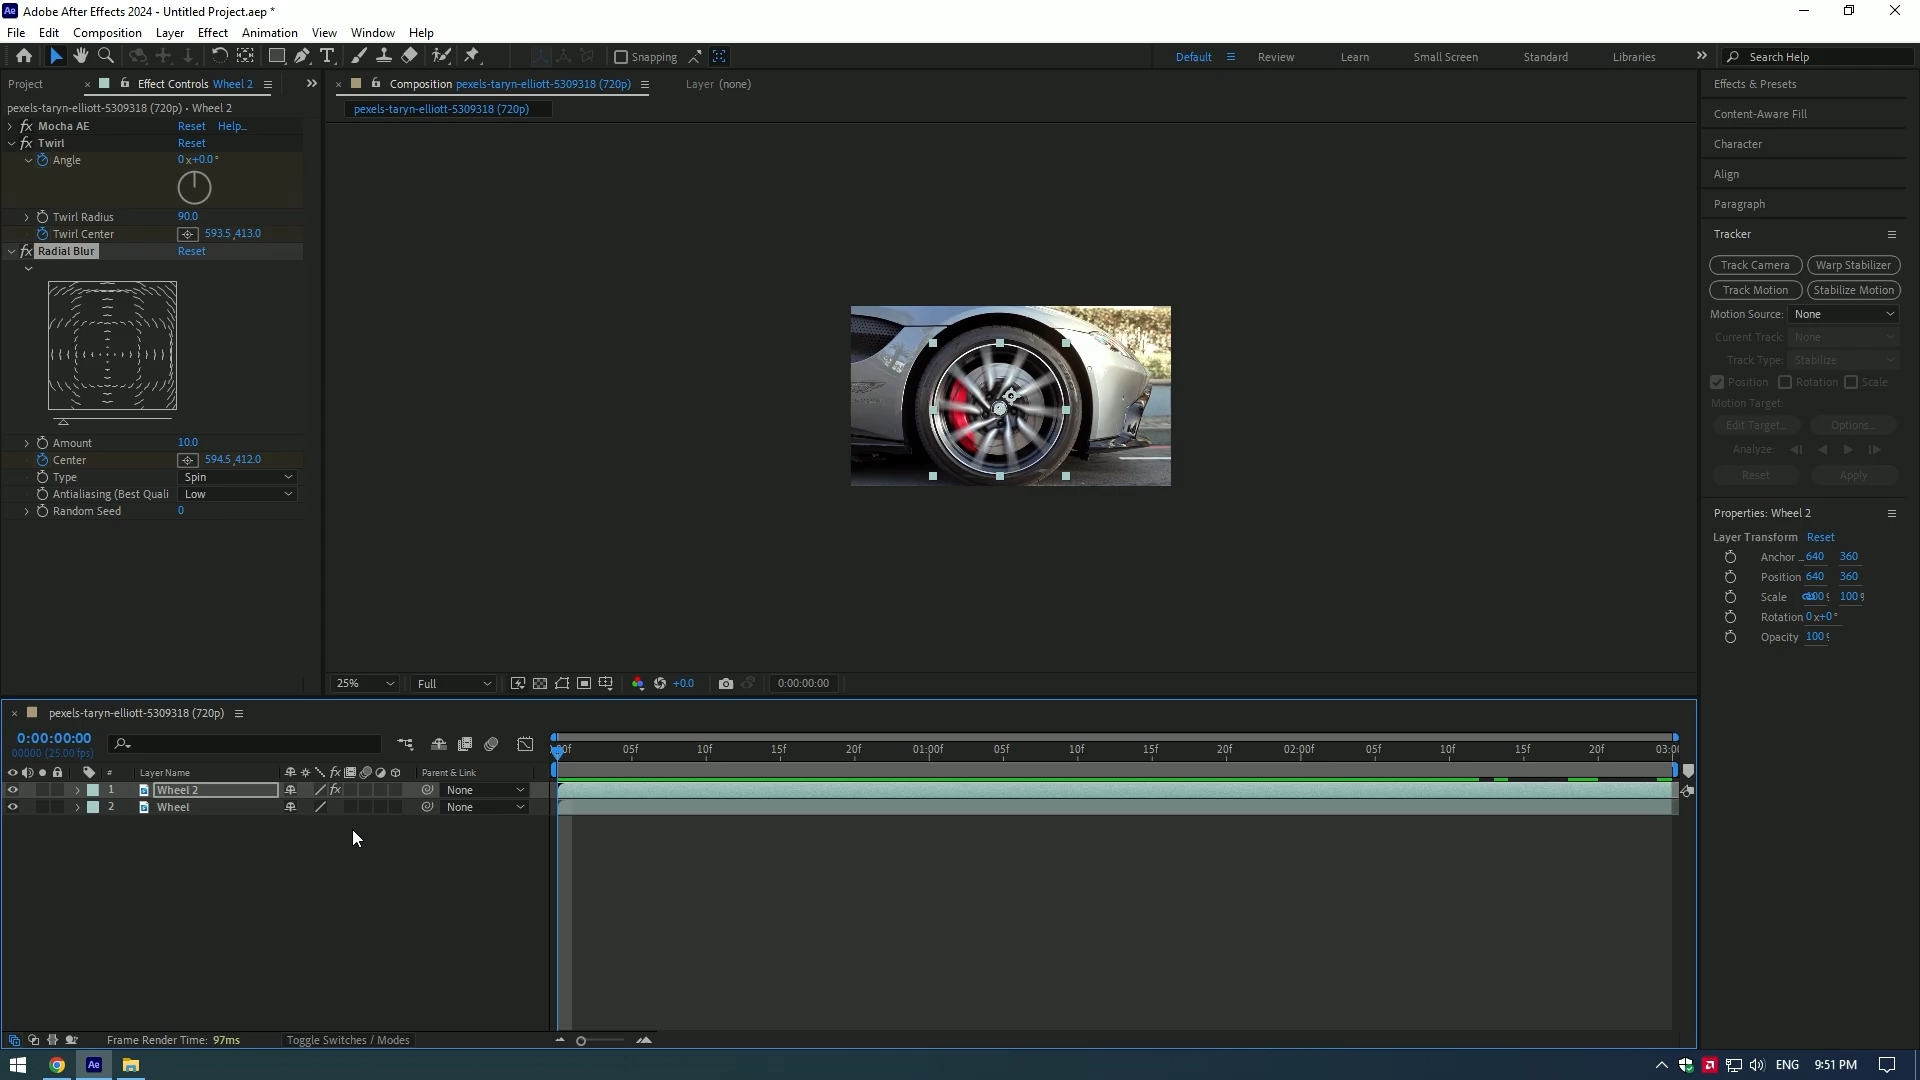 Ae Adobe After Effects 2024 - Untitled Project.aep *
File Edit Composition Layer Effect Animation View Window Help
Snapping Default Review Learn Small Screen Standard Libraries Search Help
Project Effect Controls Wheel 2
pexels-taryn-elliott-5309318 (720p) • Wheel 2
fx Mocha AE Reset Help...
fx Twirl Reset
Angle 0x+0.0°
Twirl Radius 90.0
Twirl Center 593.5,413.0
fx Radial Blur Reset
Amount 10.0
Center 594.5,412.0
Type Spin
Antialiasing (Best Quali Low
Random Seed 0
Composition pexels-taryn-elliott-5309318 (720p) Layer (none)
pexels-taryn-elliott-5309318 (720p)
25% Full +0.0 0:00:00:00
Effects & Presets
Content-Aware Fill
Character
Align
Paragraph
Tracker
Track Camera Warp Stabilizer
Track Motion Stabilize Motion
Motion Source: None
Current Track: None
Track Type: Stabilize
Position Rotation Scale
Motion Target:
Edit Target... Options...
Analyze:
Reset Apply
Properties: Wheel 2
Layer Transform Reset
Anchor ... 640 360
Position 640 360
Scale 100 100
Rotation 0x+0°
Opacity 100
pexels-taryn-elliott-5309318 (720p)
0:00:00:00
00000 (25.00 fps)
05f 10f 15f 20f 01:00f 05f 10f 15f 20f 02:00f 05f 10f 15f 20f
# Layer Name fx Parent & Link
1 Wheel 2 fx None
2 Wheel None
Frame Render Time: 97ms Toggle Switches / Modes
Ae ENG 9:51 PM